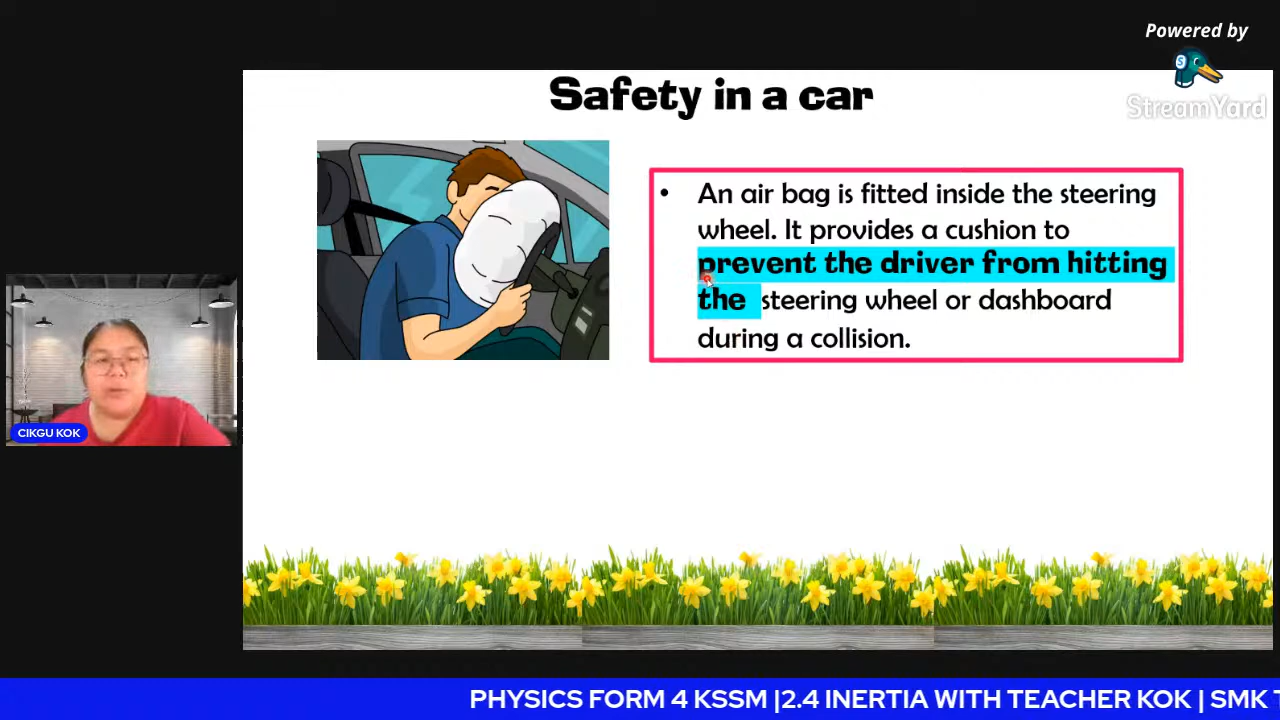 Powered by
StreamYard
Safety in a car
• An air bag is fitted inside the steering
wheel. It provides a cushion to
prevent the driver from hitting
the steering wheel or dashboard
during a collision.
CIKGU KOK
PHYSICS FORM 4 KSSM |2.4 INERTIA WITH TEACHER KOK | SMK